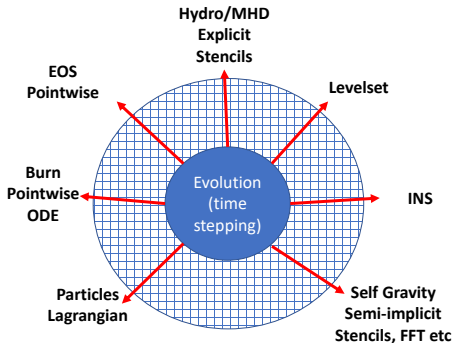 Hydro/MHD
Explicit
Stencils
EOS
Pointwise
Levelset
Burn
Pointwise
ODE
Evolution
(time
stepping)
INS
Particles
Lagrangian
Self Gravity
Semi-implicit
Stencils, FFT etc